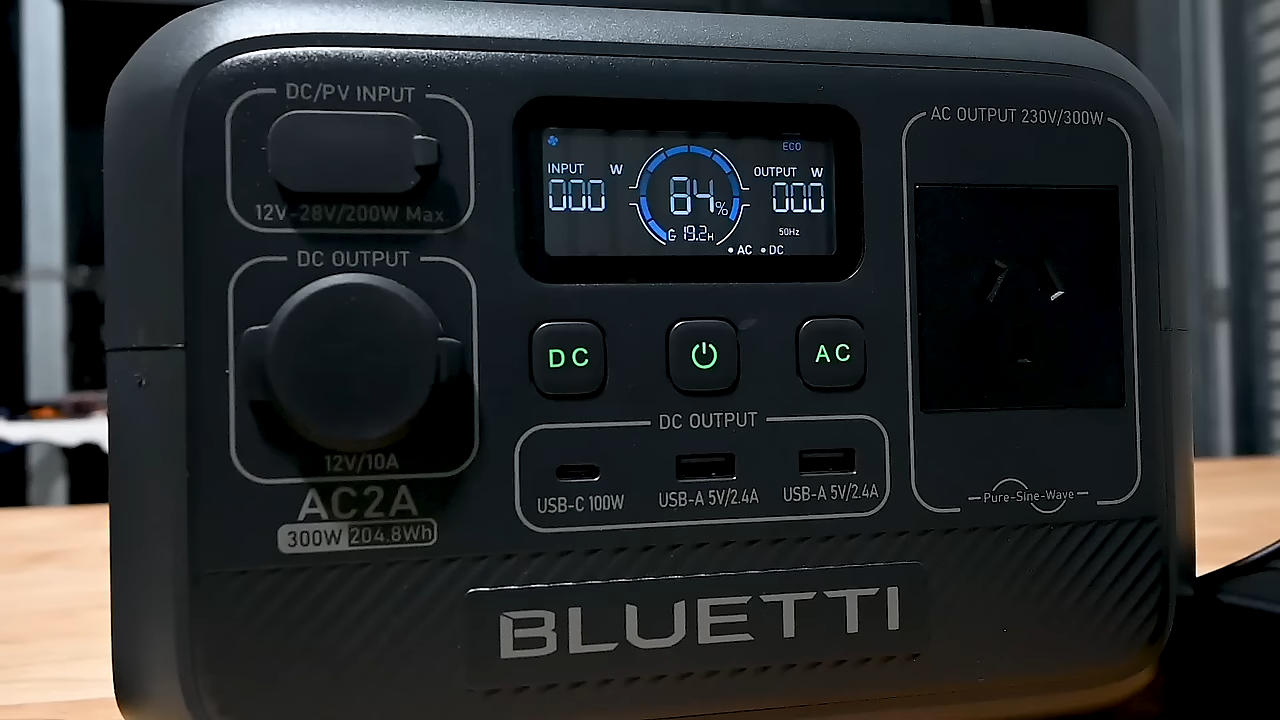 DC/PV INPUT
12V-28V/200W Max.
DC OUTPUT
12V/10A
AC2A
300W 204.8Wh
ECO
INPUT W
000
84%
19.2H
OUTPUT W
000
50Hz
AC DC
DC
AC
DC OUTPUT
USB-C 100W
USB-A 5V/2.4A
USB-A 5V/2.4A
AC OUTPUT 230V/300W
Pure-Sine-Wave
BLUETTI